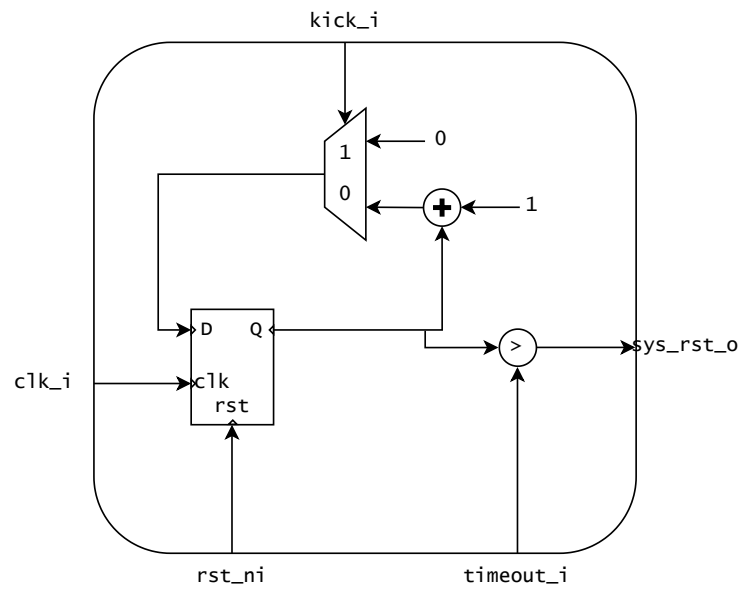 kick_i
1
0
0
+
1
D
Q
>
sys_rst_o
clk_i
clk
rst
rst_ni
timeout_i